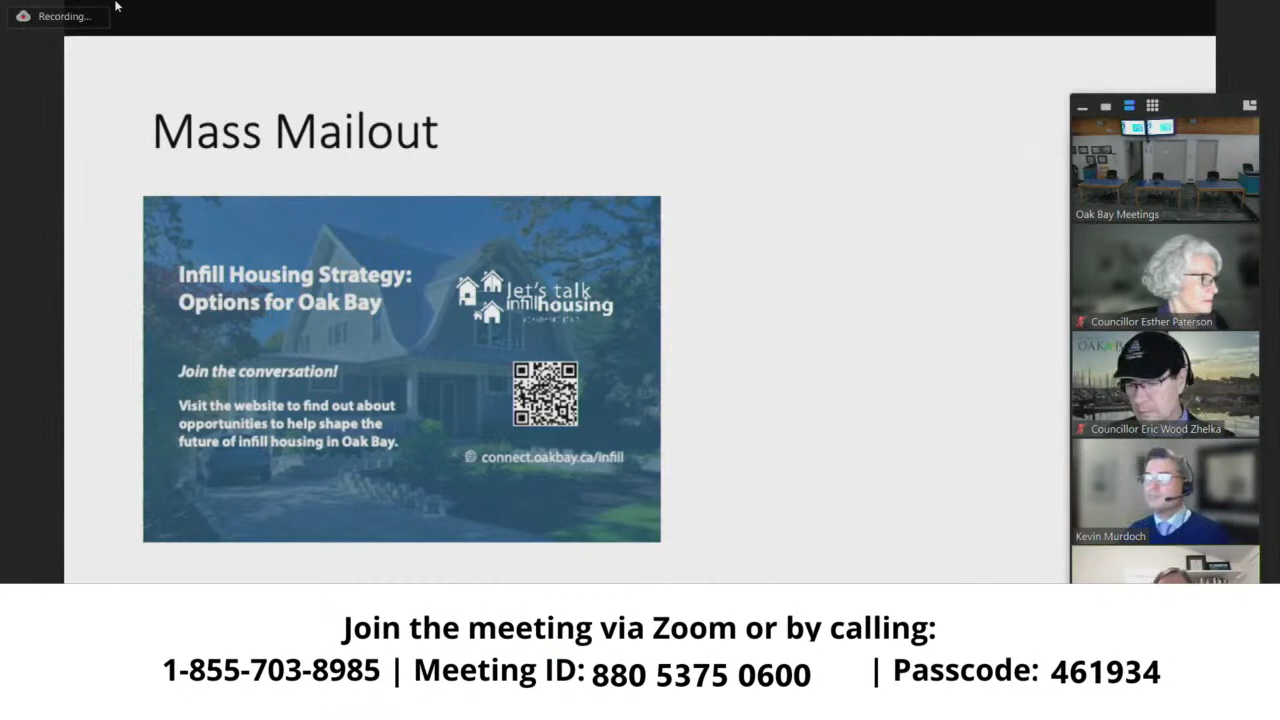 Recording...
Mass Mailout
Infill Housing Strategy:
Options for Oak Bay
let's talk
infill housing
Join the conversation!
Visit the website to find out about
opportunities to help shape the
future of infill housing in Oak Bay.
connect.oakbay.ca/infill
Oak Bay Meetings
Councillor Esther Paterson
Councillor Eric Wood Zhelka
Kevin Murdoch
Join the meeting via Zoom or by calling:
1-855-703-8985 | Meeting ID: 880 5375 0600 | Passcode: 461934